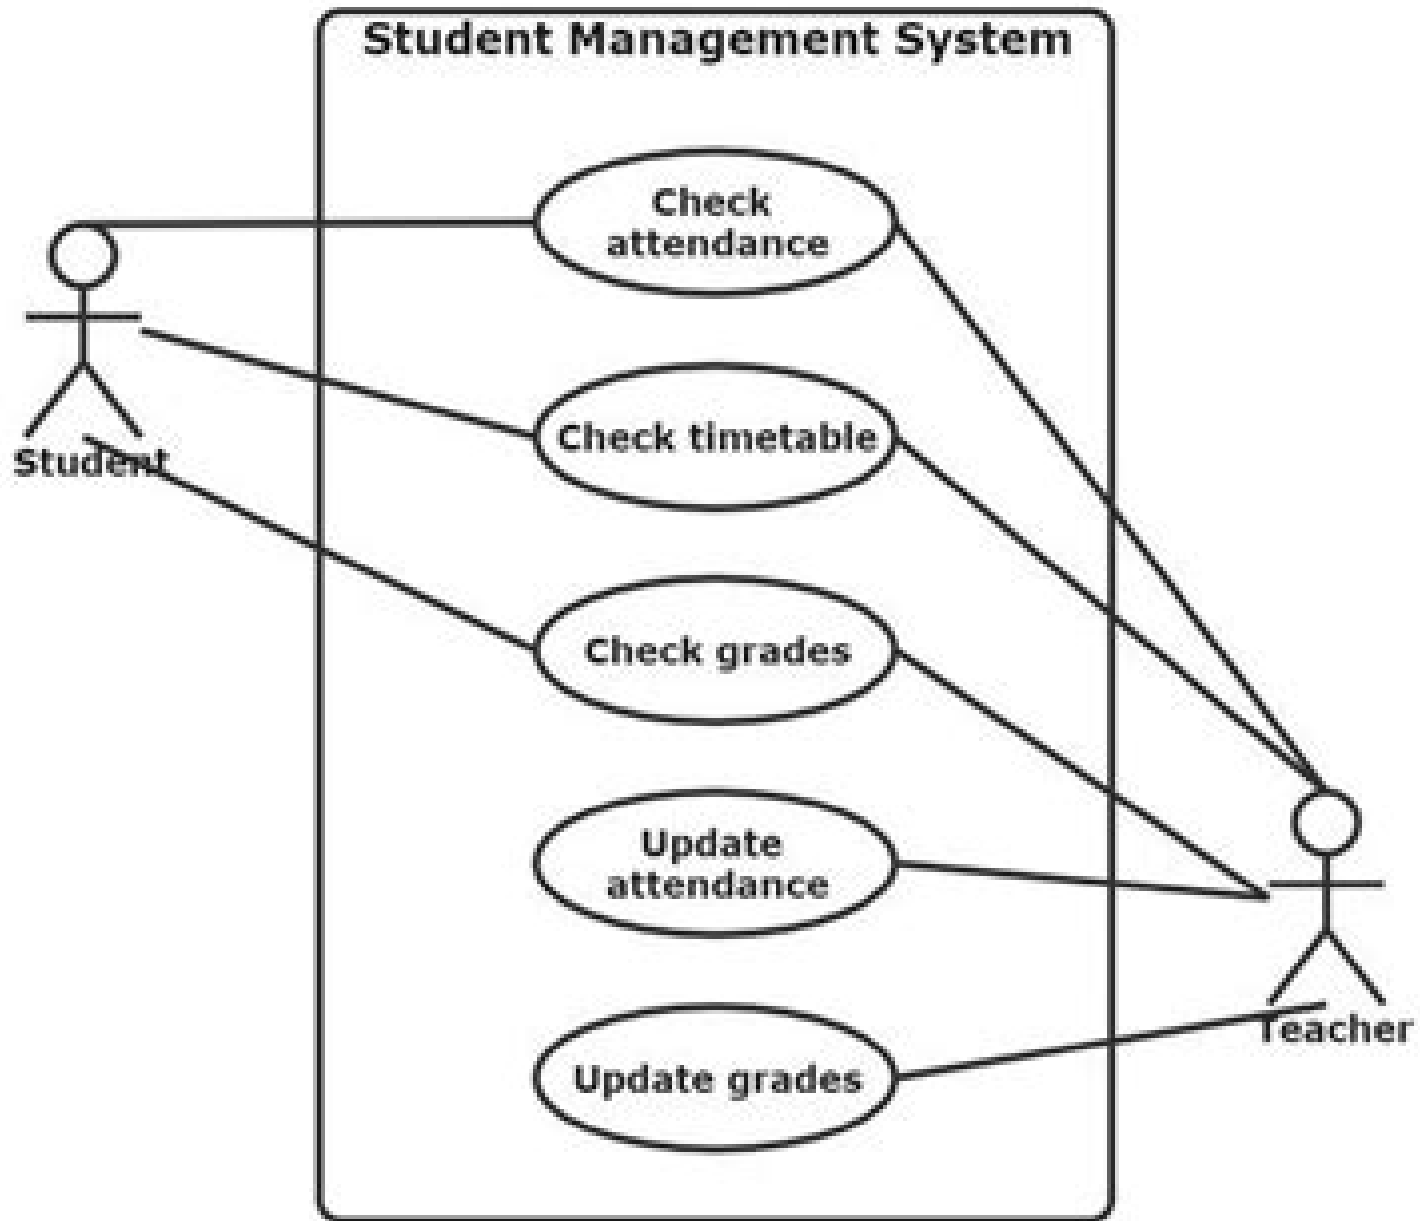 Student Management System
Check
attendance
Check timetable
Student
Check grades
Update
attendance
Teacher
Update grades